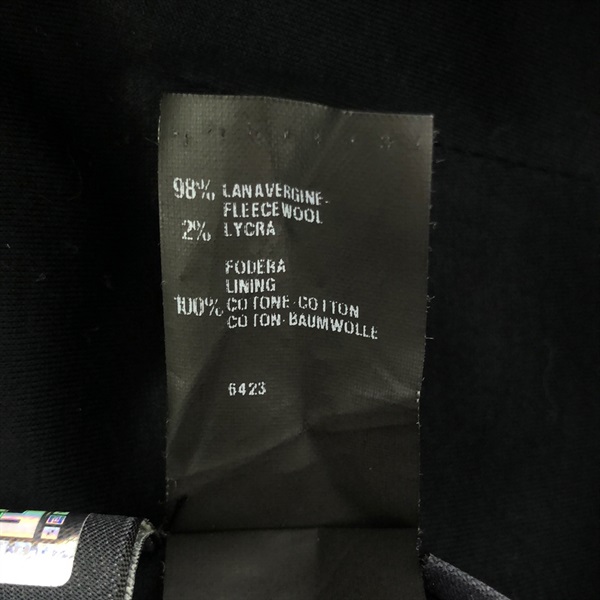 98% LANAVERGINE-
FLEECEWOOL
2% LYCRA
FODERA
LINING
100% COTONE-COTTON
COTON-BAUMWOLLE
6423